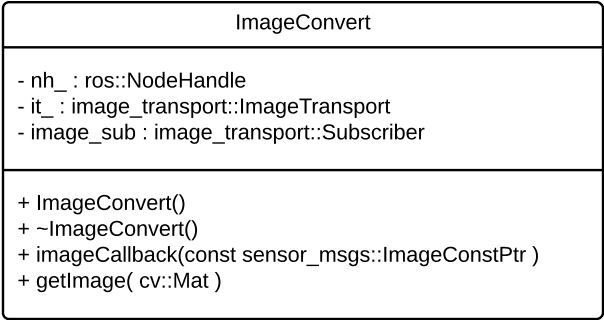 ImageConvert
- nh_ : ros::NodeHandle
- it_ : image_transport::ImageTransport
- image_sub : image_transport::Subscriber
+ ImageConvert()
+ ~ImageConvert()
+ imageCallback(const sensor_msgs::ImageConstPtr )
+ getImage( cv::Mat )